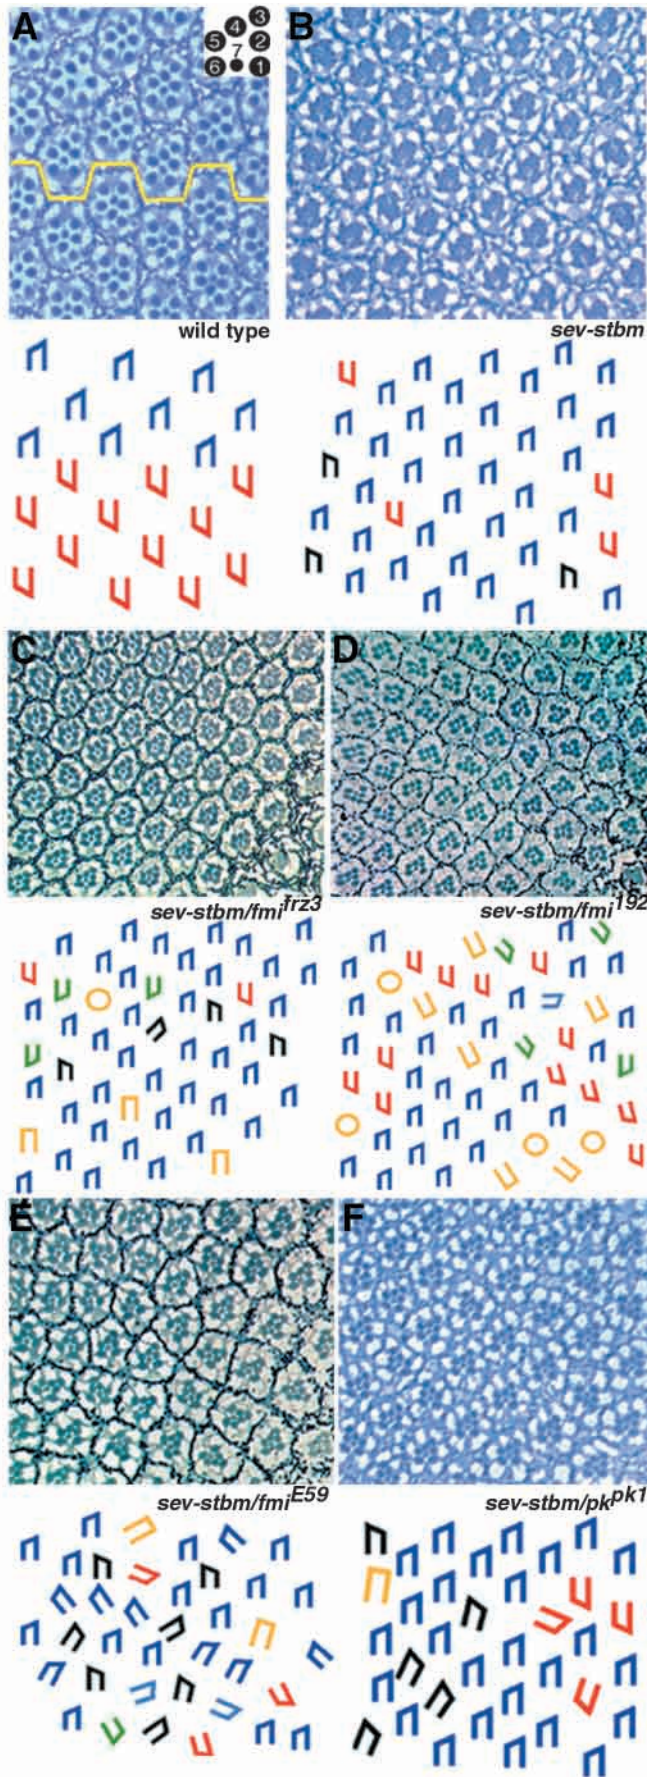 A
3
4
5
2
7
6
1
B
wild type
sev-stbm
C
D
sev-stbm/fmi^frz3
sev-stbm/fmi^192
E
F
sev-stbm/fmi^E59
sev-stbm/pk^pk1